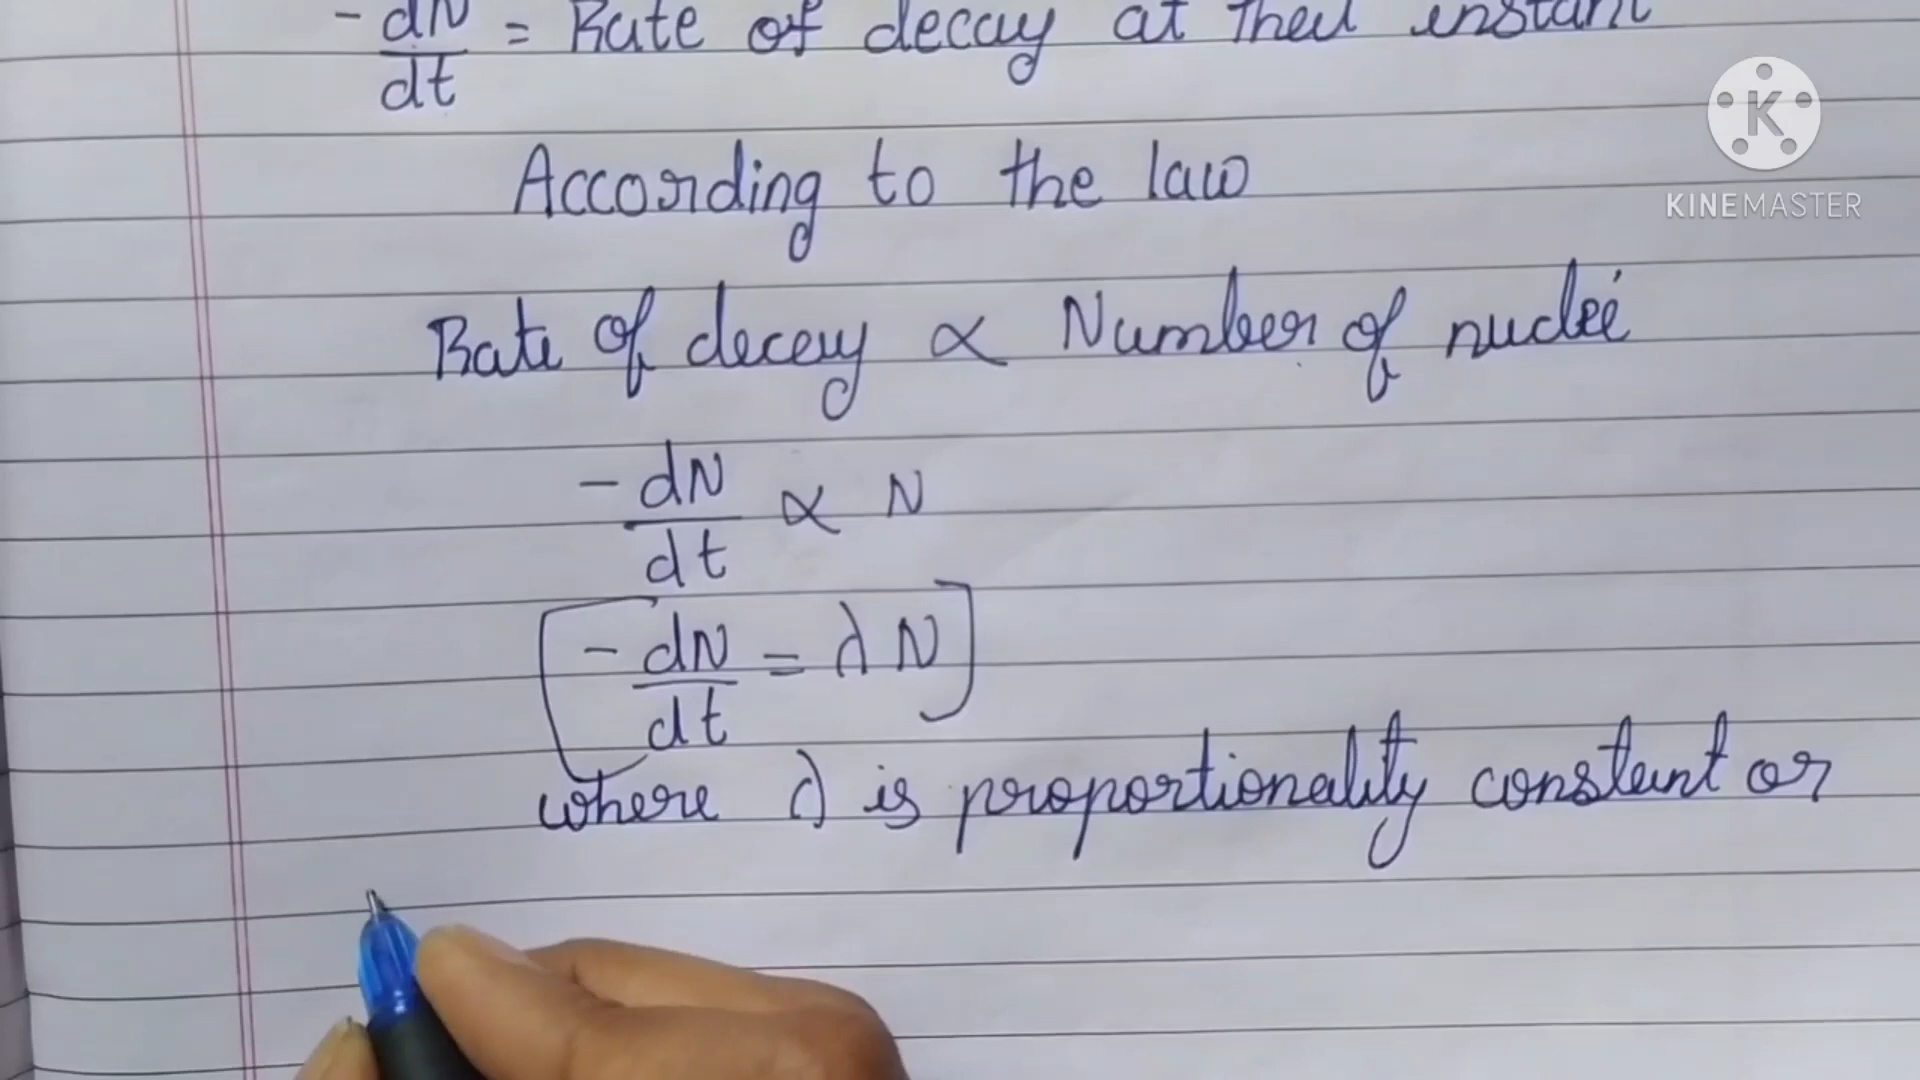 -dN/dt = Rate of decay at that instant
According to the law
Rate of decay ∝ Number of nuclei
-dN/dt ∝ N
-dN/dt = λN
where λ is proportionality constant or
K
KINEMASTER